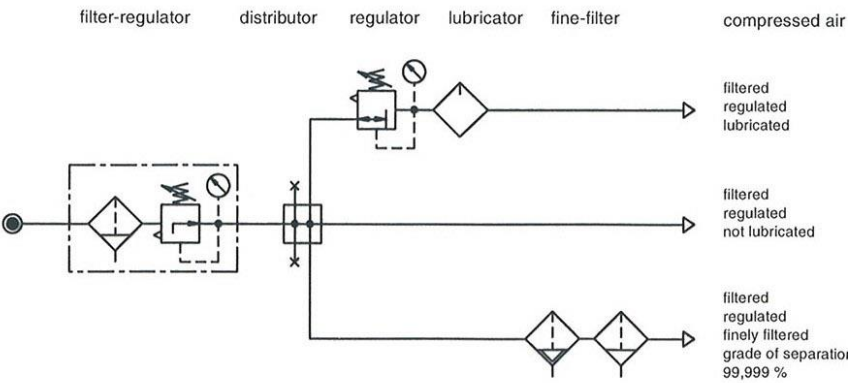 filter-regulator distributor regulator lubricator fine-filter compressed air
filtered
regulated
lubricated
filtered
regulated
not lubricated
filtered
regulated
finely filtered
grade of separation
99,999 %